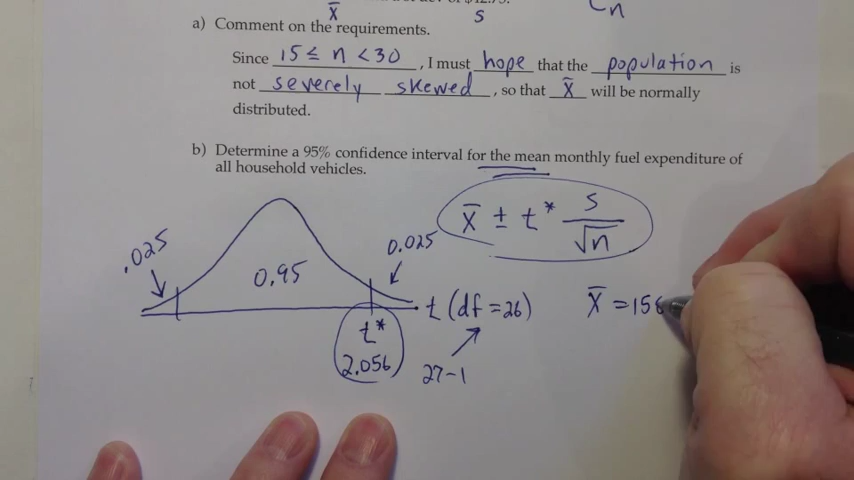 x̄ s n
a) Comment on the requirements.
Since 15 ≤ n < 30, I must hope that the population is
not severely skewed, so that x̄ will be normally
distributed.
b) Determine a 95% confidence interval for the mean monthly fuel expenditure of
all household vehicles.
x̄ ± t* s/√n
.025 0.95 0.025
t (df = 26) x̄ = 15
t*
2.056 27-1